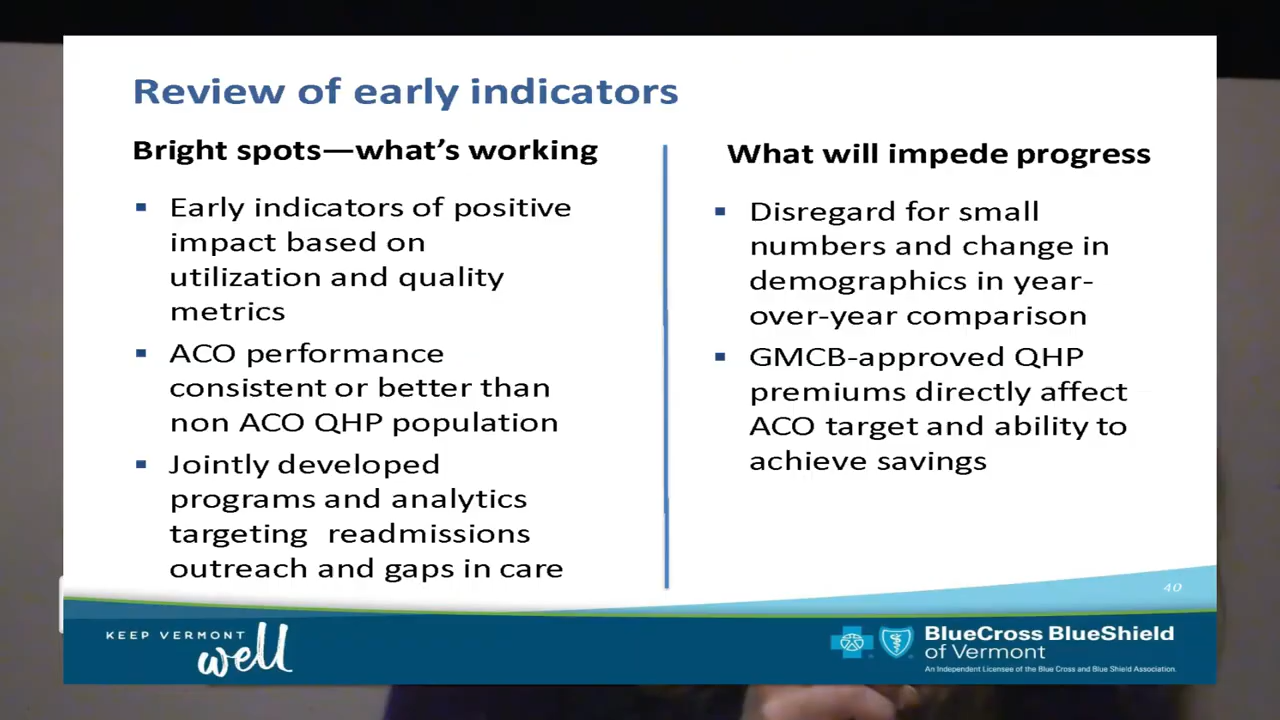 Review of early indicators
Bright spots—what's working
▪ Early indicators of positive
impact based on
utilization and quality
metrics
▪ ACO performance
consistent or better than
non ACO QHP population
▪ Jointly developed
programs and analytics
targeting  readmissions
outreach and gaps in care
What will impede progress
▪ Disregard for small
numbers and change in
demographics in year-
over-year comparison
▪ GMCB-approved QHP
premiums directly affect
ACO target and ability to
achieve savings
40
KEEP VERMONT
well
BlueCross BlueShield
of Vermont
An Independent Licensee of the Blue Cross and Blue Shield Association.